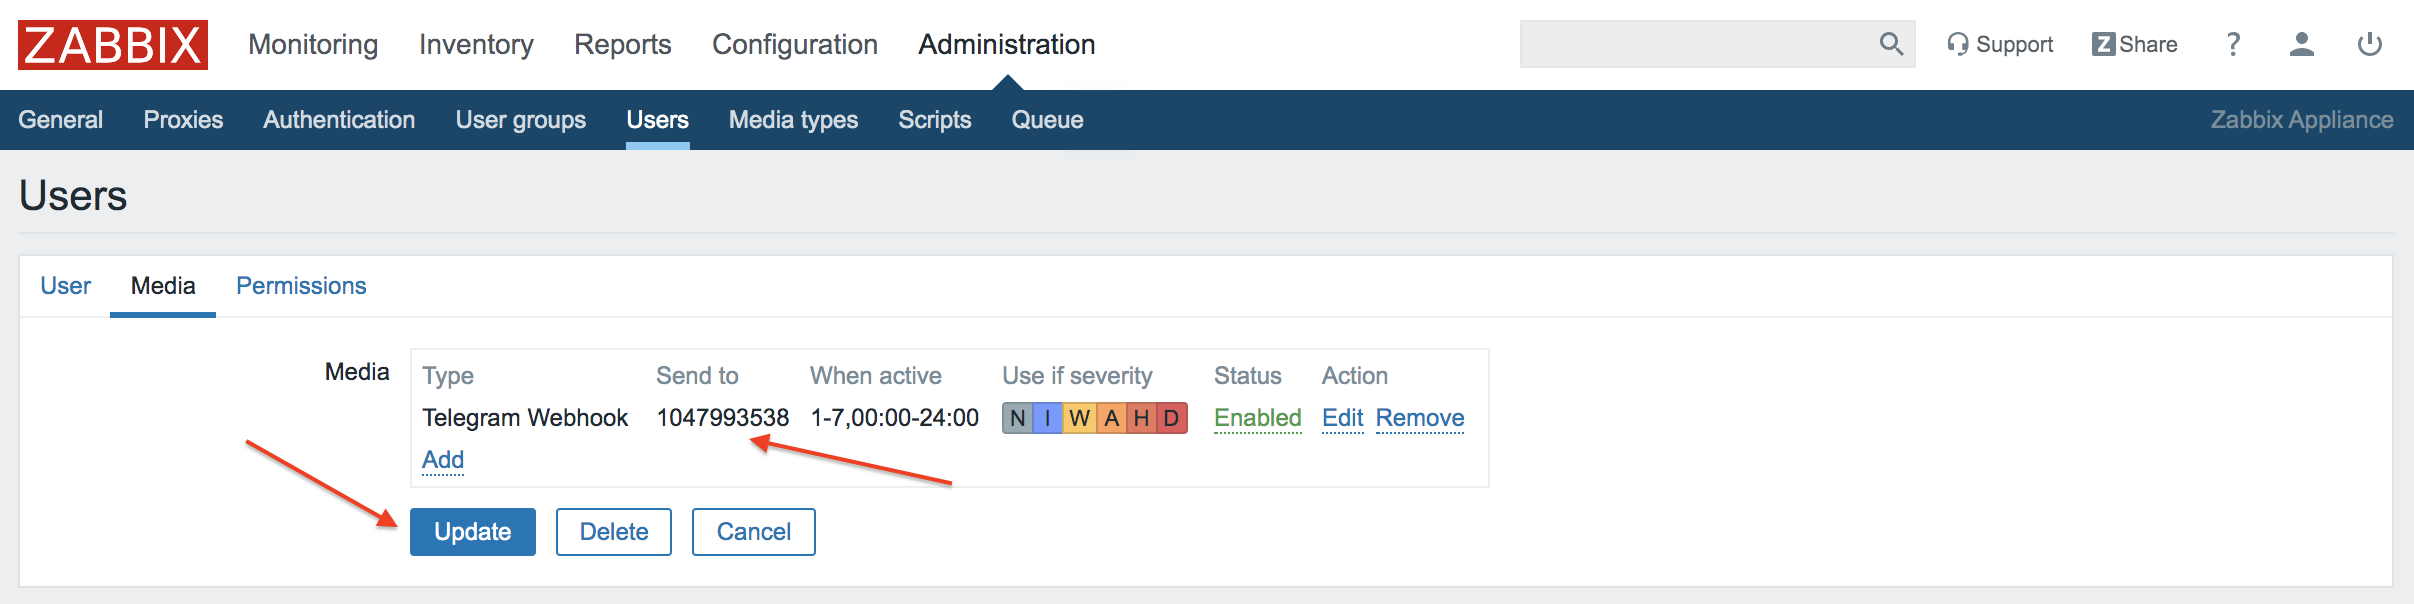 ZABBIX Monitoring Inventory Reports Configuration Administration Support Z Share ?
General Proxies Authentication User groups Users Media types Scripts Queue Zabbix Appliance
Users
User Media Permissions
Media Type Send to When active Use if severity Status Action
Telegram Webhook 1047993538 1-7,00:00-24:00 N I W A H D Enabled Edit Remove
Add
Update Delete Cancel